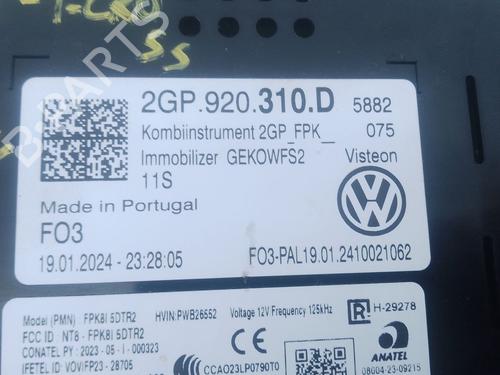 SS
B-PARTS
2GP.920.310.D 5882
Kombiinstrument 2GP_FPK_ 075
Immobilizer GEKOWFS2 Visteon
11S
Made in Portugal
FO3
19.01.2024 - 23:28:05 FO3-PAL19.01.2410021062
Model (PMN) : FPK8I 5DTR2 HVIN:PWB26552 Voltage 12V Frequency 125kHz H-29278
FCC ID NT8 - FPK8I 5DTR2
CONATEL PY : 2023 - 05 - I - 000323
IFETEL ID VOVIFP23 - 28705 CCAO23LP0790T0 ANATEL
08004-23-09215